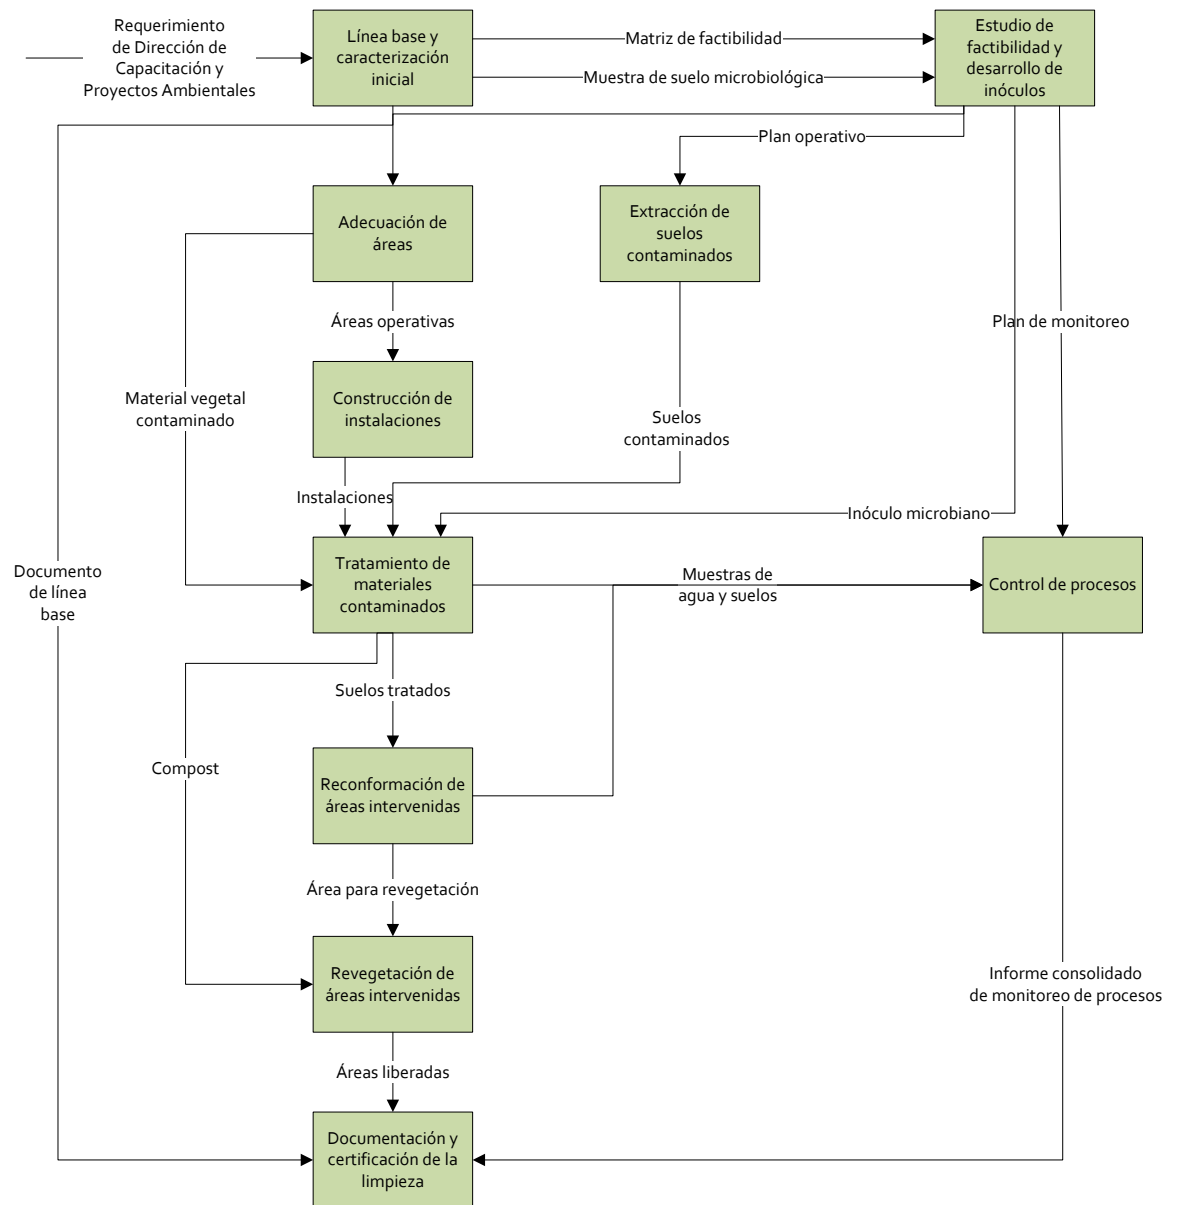 Requerimiento
de Dirección de
Capacitación y
Proyectos Ambientales
Línea base y
caracterización
inicial
Matriz de factibilidad
Muestra de suelo microbiológica
Estudio de
factibilidad y
desarrollo de
inóculos
Plan operativo
Adecuación de
áreas
Extracción de
suelos
contaminados
Áreas operativas
Plan de monitoreo
Material vegetal
contaminado
Construcción de
instalaciones
Suelos
contaminados
Instalaciones
Inóculo microbiano
Documento
de línea
base
Tratamiento de
materiales
contaminados
Muestras de
agua y suelos
Control de procesos
Suelos tratados
Compost
Reconformación de
áreas intervenidas
Área para revegetación
Revegetación de
áreas intervenidas
Informe consolidado
de monitoreo de procesos
Áreas liberadas
Documentación y
certificación de la
limpieza